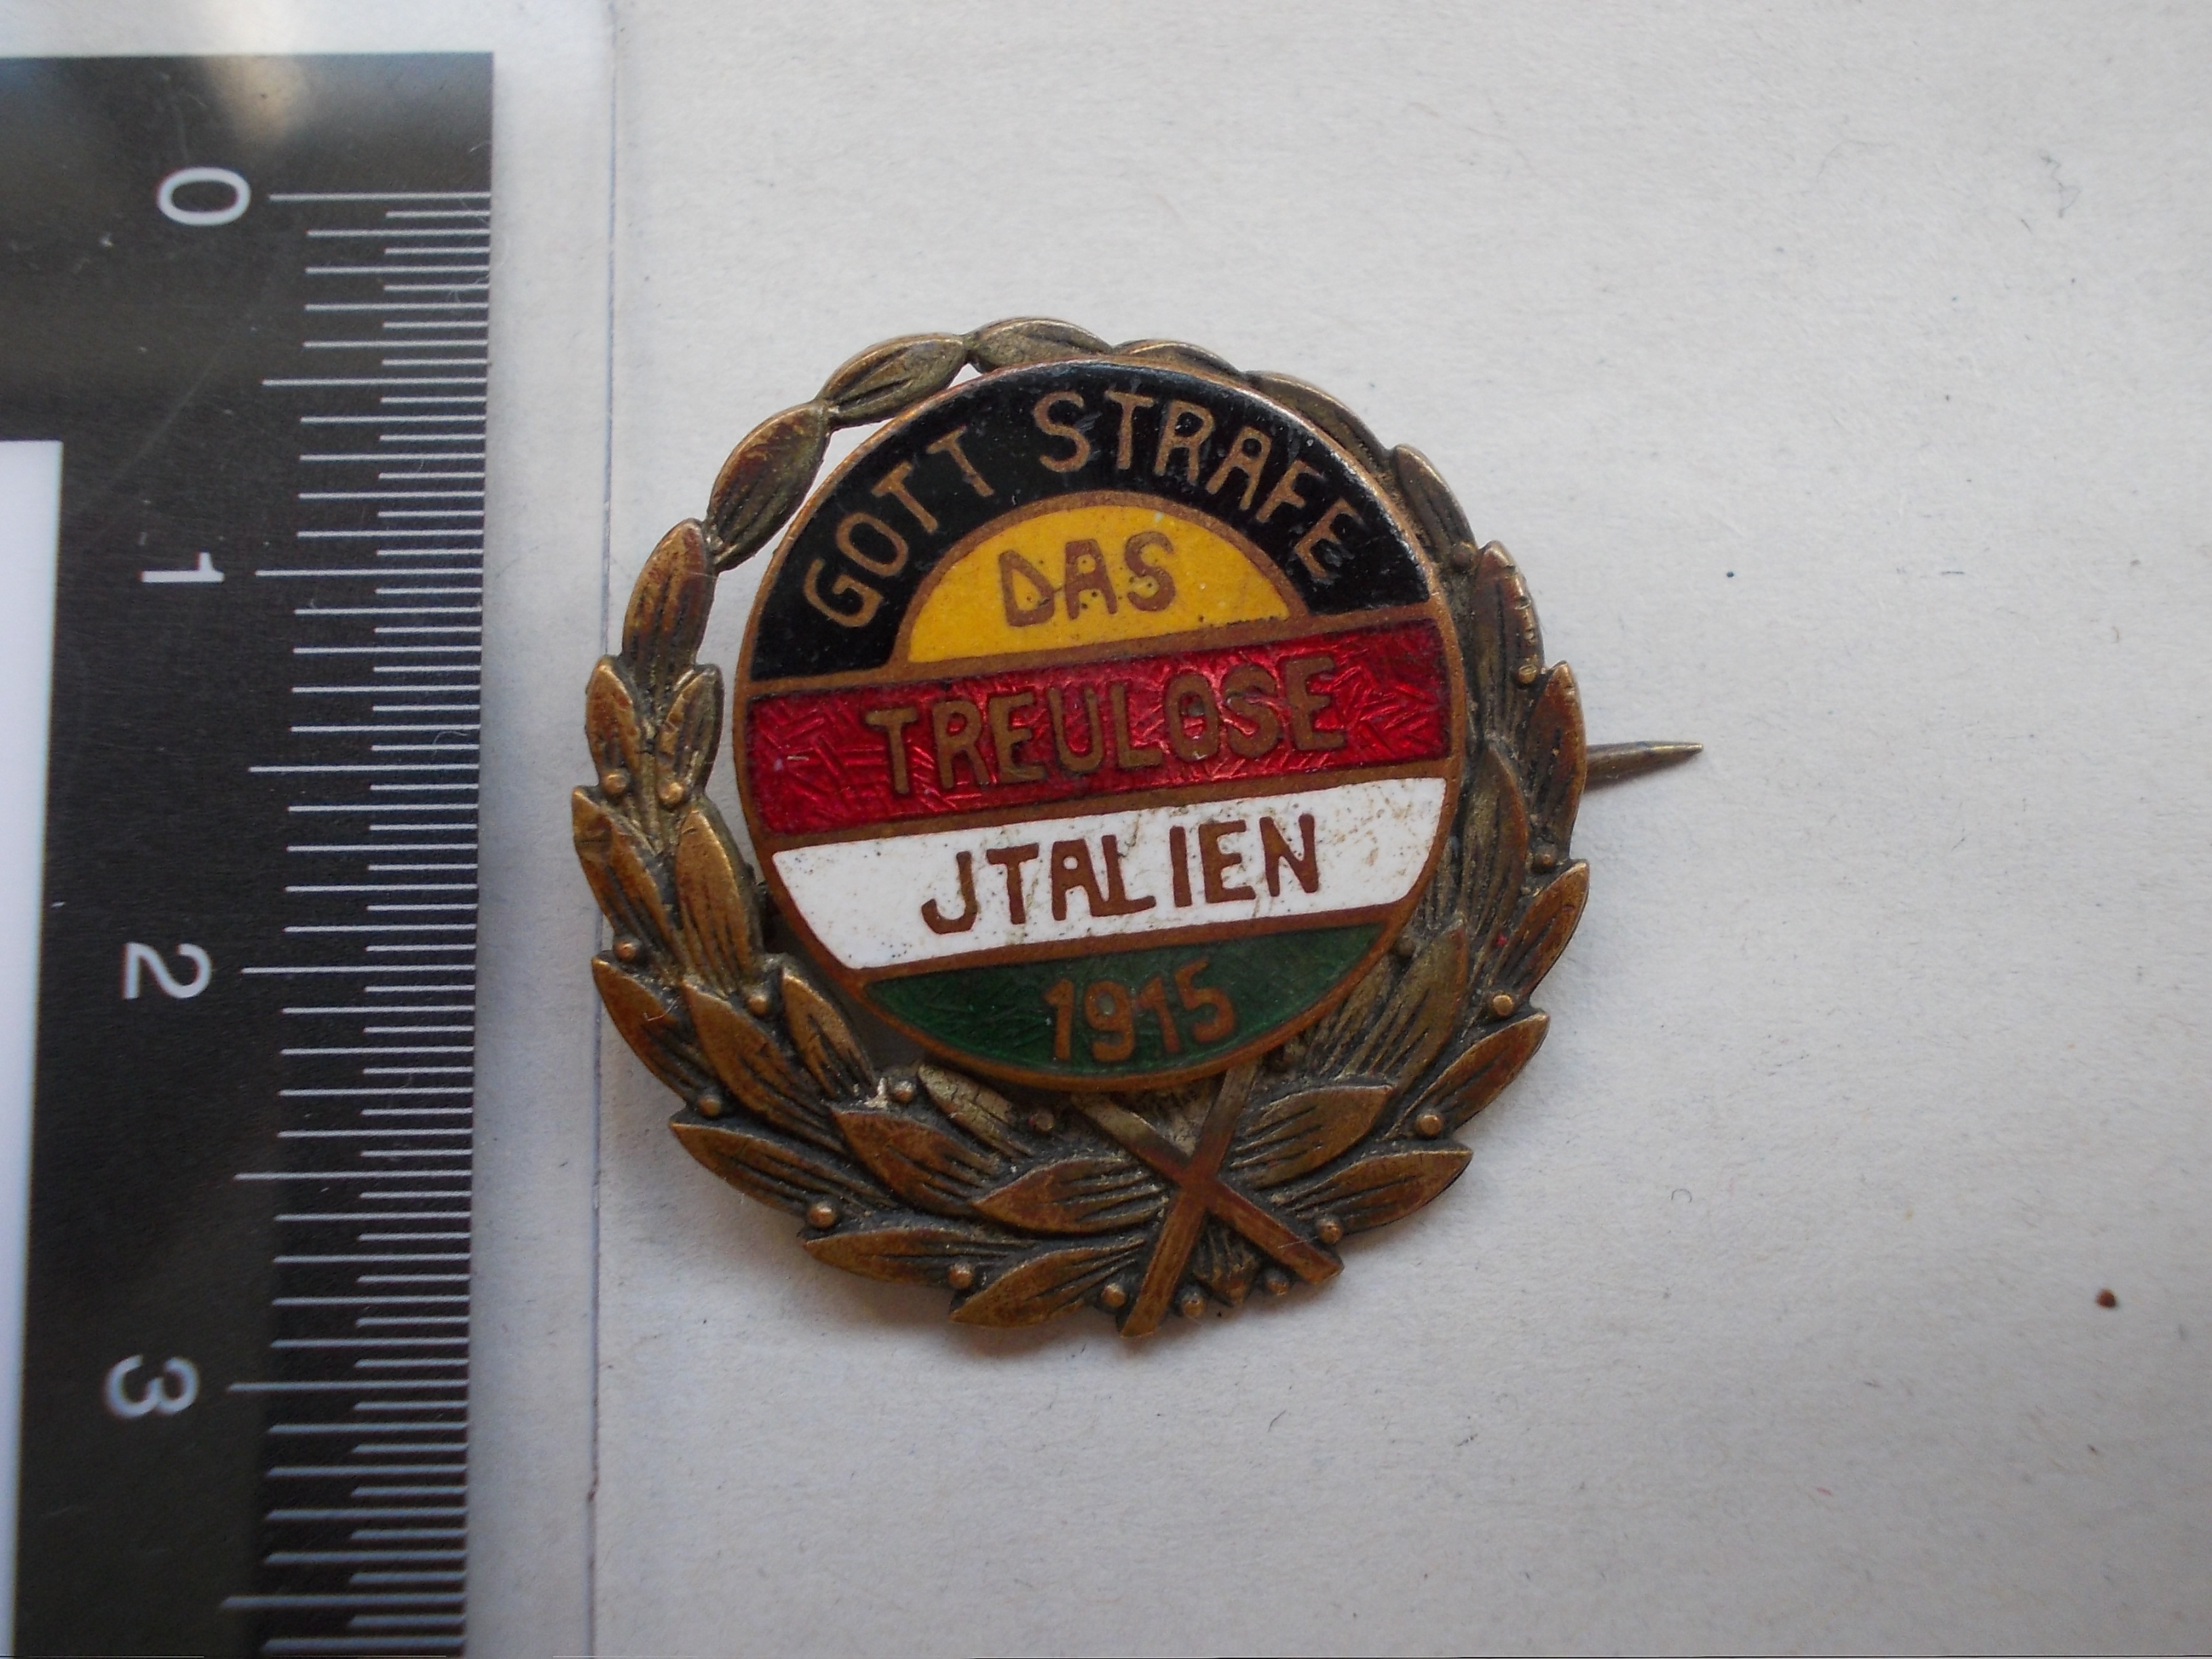 GOTT STRAFE
DAS
TREULOSE
JTALIEN
1915
0
1
2
3